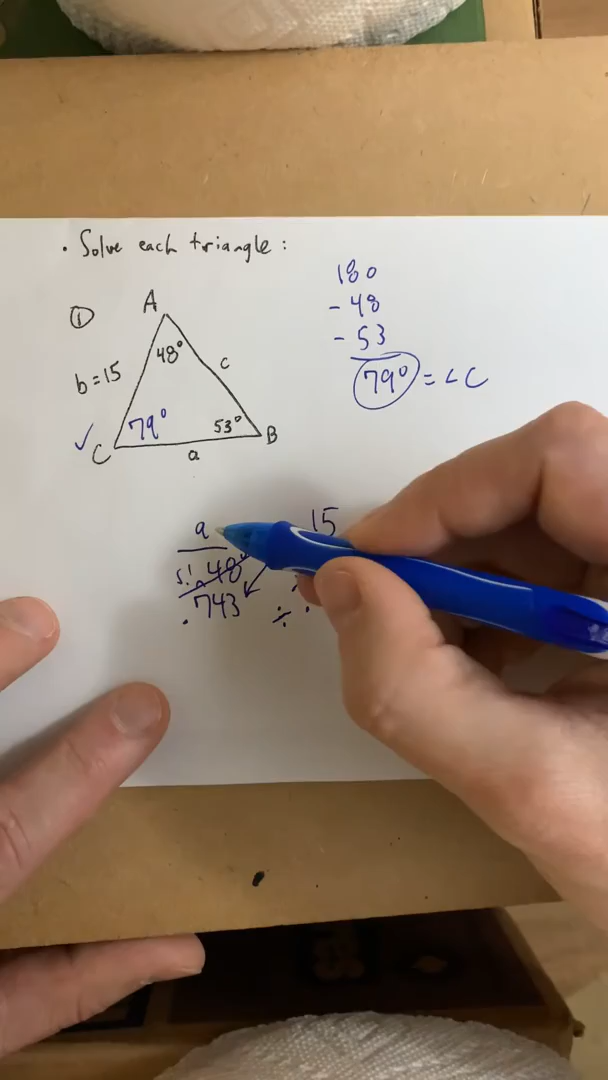 · Solve each triangle:
①
A
48°
b=15
c
79°
53°
C
B
a
180
- 48
- 53
79° = ∠C
a
15
sin 48°
.743
÷